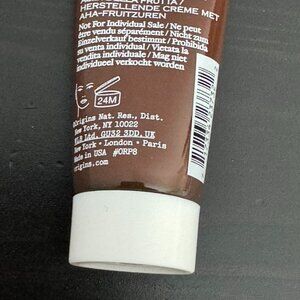 FRUTTA /
HERSTELLENDE CREME MET
AHA-FRUITZUREN
Not For Individual Sale / Ne peut
être vendu séparément / Nicht zum
Einzelverkauf bestimmt / Prohibida
su venta individual / Vietata la
vendita individuale / Mag niet
individueel verkocht worden
24M
Origins Nat. Res., Dist.
New York, NY 10022
GU32 3DD, UK
New York • London • Paris
Made in USA #ORP8
origins.com